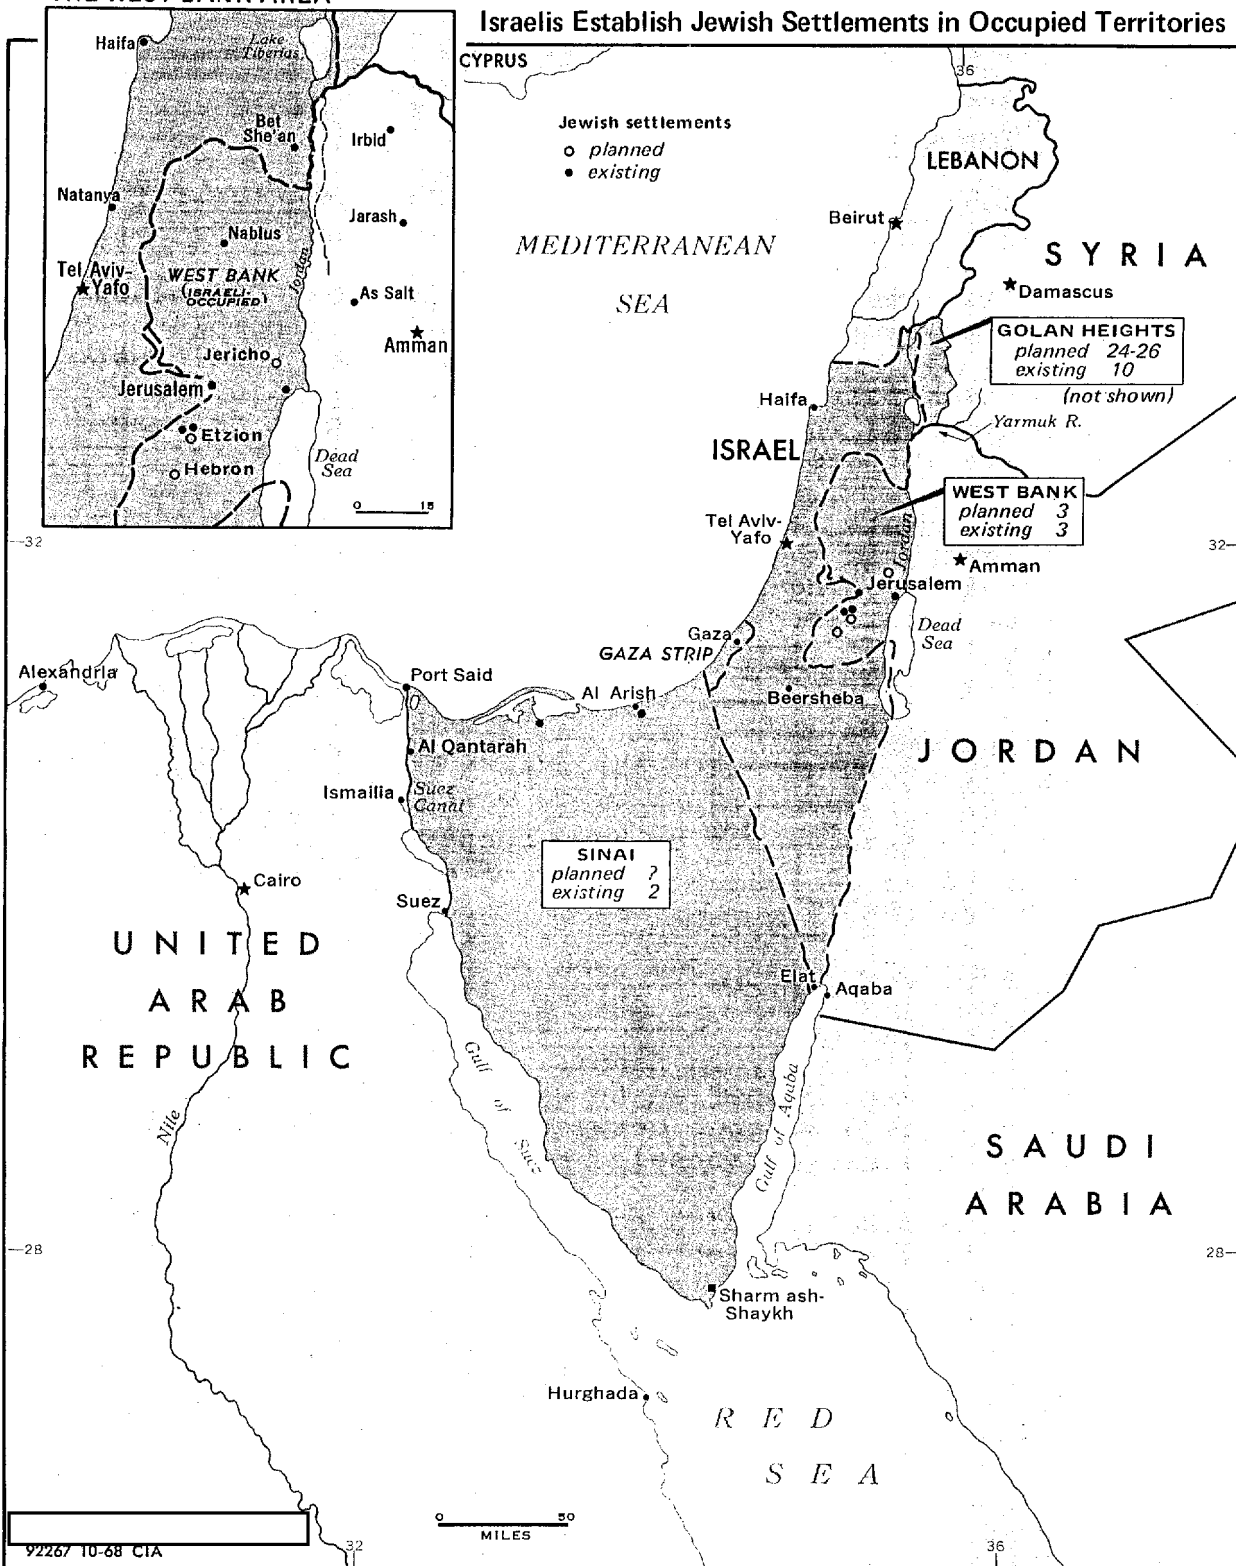 Israelis Establish Jewish Settlements in Occupied Territories
Haifa
Lake
Tiberias
Bet
She'an
Irbid
Natanya
Jarash
Nablus
Tel Aviv-
Yafo
WEST BANK
(ISRAELI-
OCCUPIED)
Jordan
As Salt
Amman
Jericho
Jerusalem
Etzion
Hebron
Dead
Sea
0 15
CYPRUS
36
Jewish settlements
planned
existing
LEBANON
Beirut
MEDITERRANEAN
SEA
SYRIA
Damascus
GOLAN HEIGHTS
planned 24-26
existing 10
(not shown)
Haifa
Yarmuk R.
ISRAEL
WEST BANK
planned 3
existing 3
Tel Aviv-
Yafo
32
32
Jordan
Amman
Jerusalem
Dead
Sea
Gaza
GAZA STRIP
Alexandria
Port Said
Al Arish
Beersheba
Al Qantarah
JORDAN
Ismailia
Suez
Canal
SINAI
planned ?
existing 2
Cairo
Suez
UNITED
ARAB
REPUBLIC
Elat
Aqaba
Gulf of Suez
Gulf of Aqaba
Nile
SAUDI
ARABIA
28
28
Sharm ash-
Shaykh
Hurghada
RED
SEA
0 50
MILES
92267 10-68 CIA
32
36